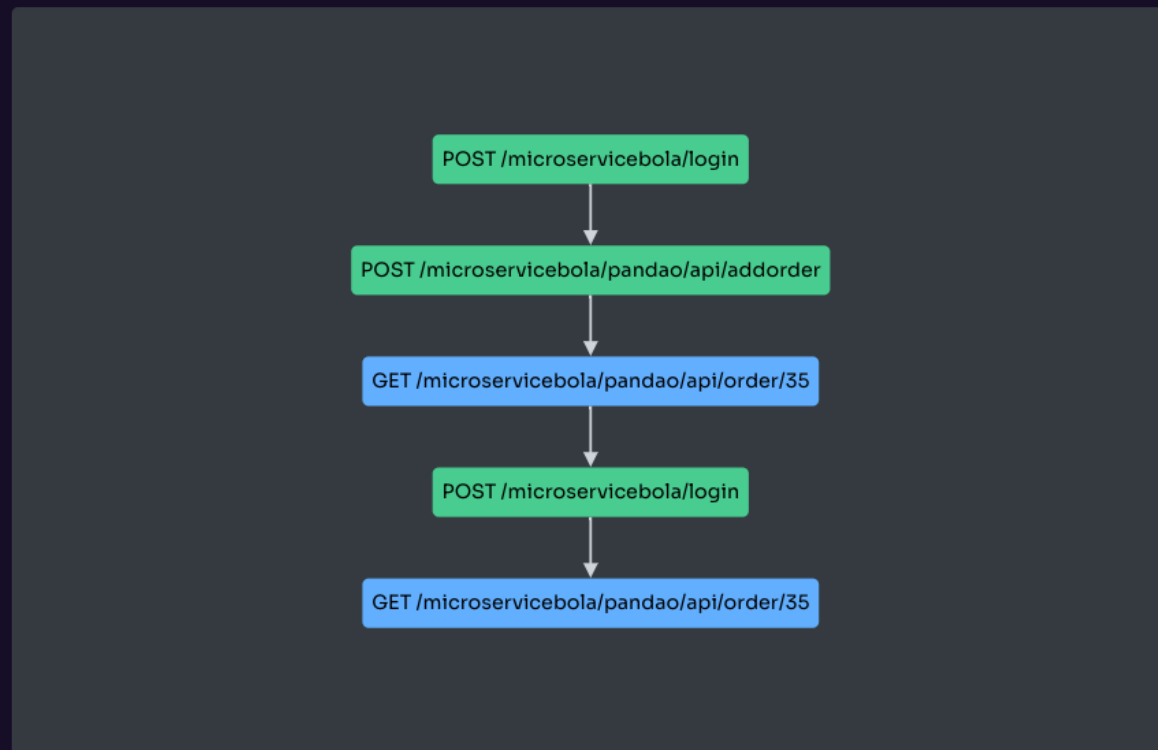 POST /microservicebola/login
POST /microservicebola/pandao/api/addorder
GET /microservicebola/pandao/api/order/35
POST /microservicebola/login
GET /microservicebola/pandao/api/order/35